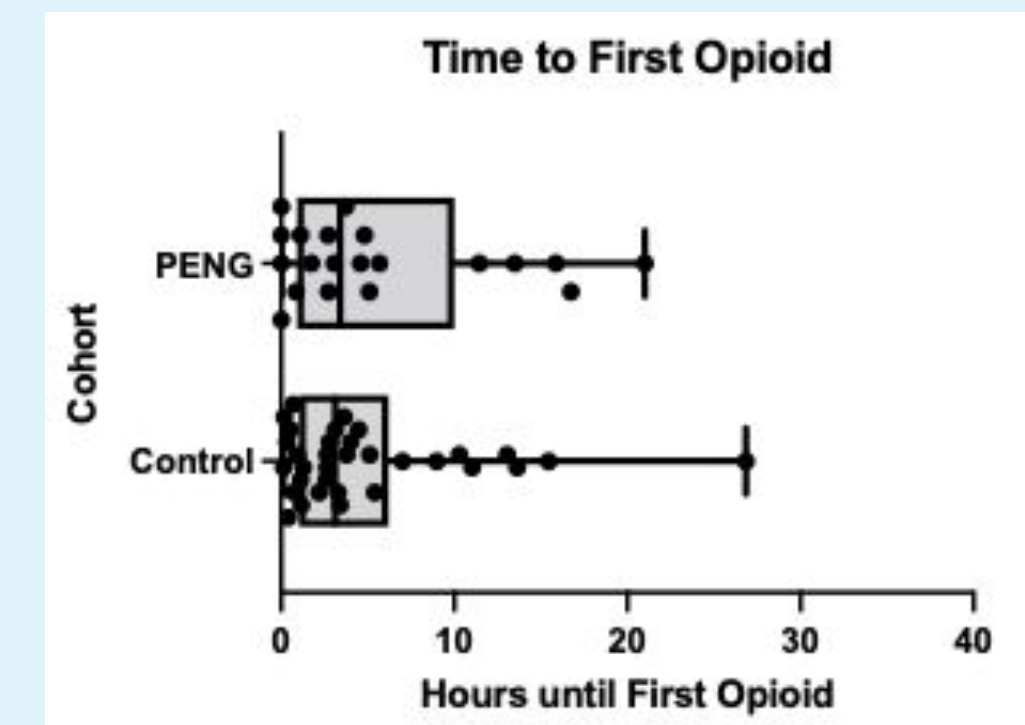 Time to First Opioid
PENG
Control
Cohort
0 10 20 30 40
Hours until First Opioid